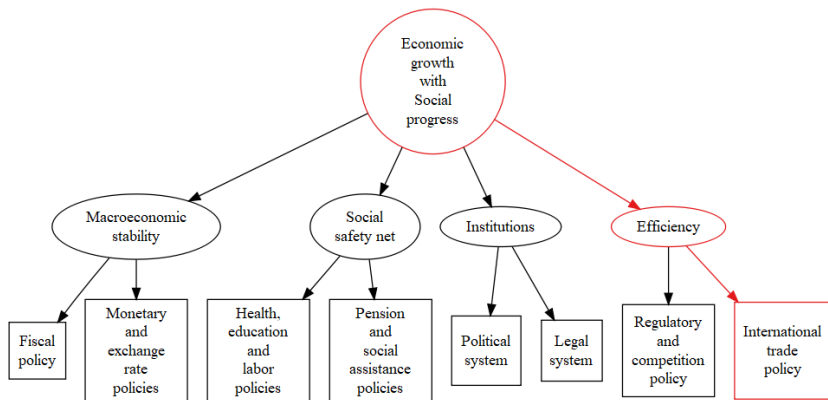 Economic
growth
with
Social
progress
Macroeconomic
stability
Social
safety net
Institutions
Efficiency
Fiscal
policy
Monetary
and
exchange
rate
policies
Health,
education
and
labor
policies
Pension
and
social
assistance
policies
Political
system
Legal
system
Regulatory
and
competition
policy
International
trade
policy